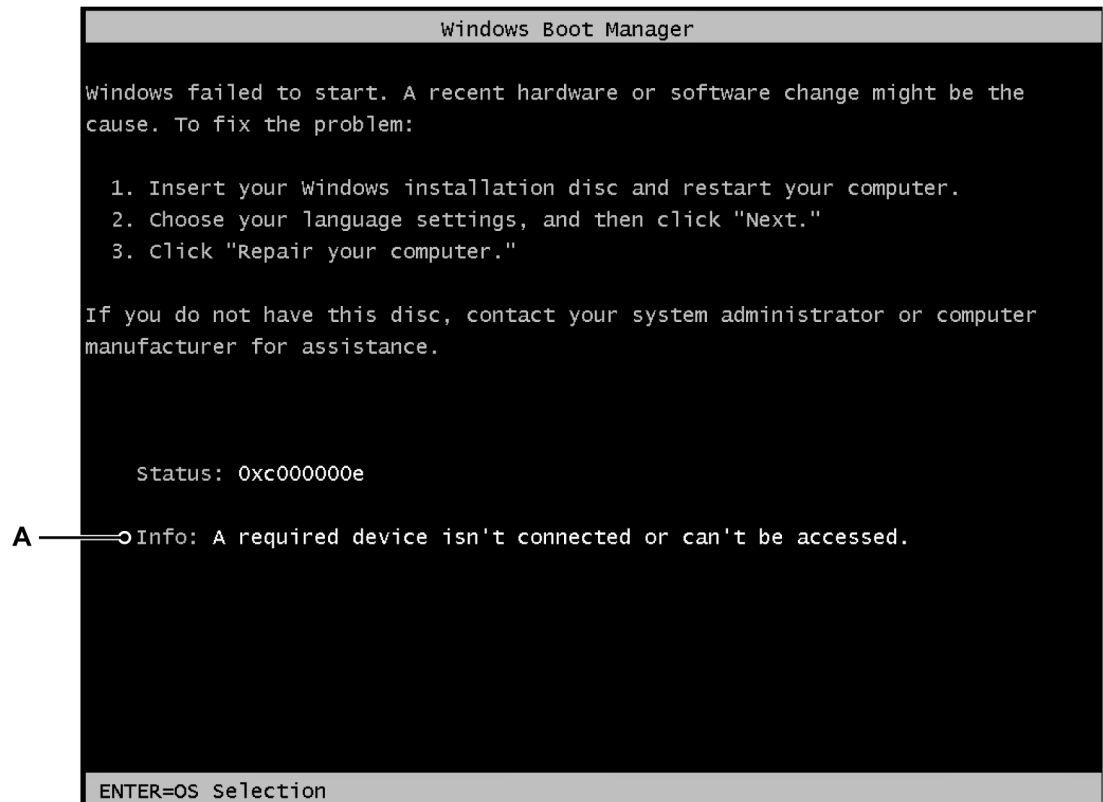 Windows Boot Manager
Windows failed to start. A recent hardware or software change might be the
cause. To fix the problem:
1. Insert your Windows installation disc and restart your computer.
2. Choose your language settings, and then click "Next."
3. Click "Repair your computer."
If you do not have this disc, contact your system administrator or computer
manufacturer for assistance.
Status: 0xc000000e
A Info: A required device isn't connected or can't be accessed.
ENTER=OS Selection